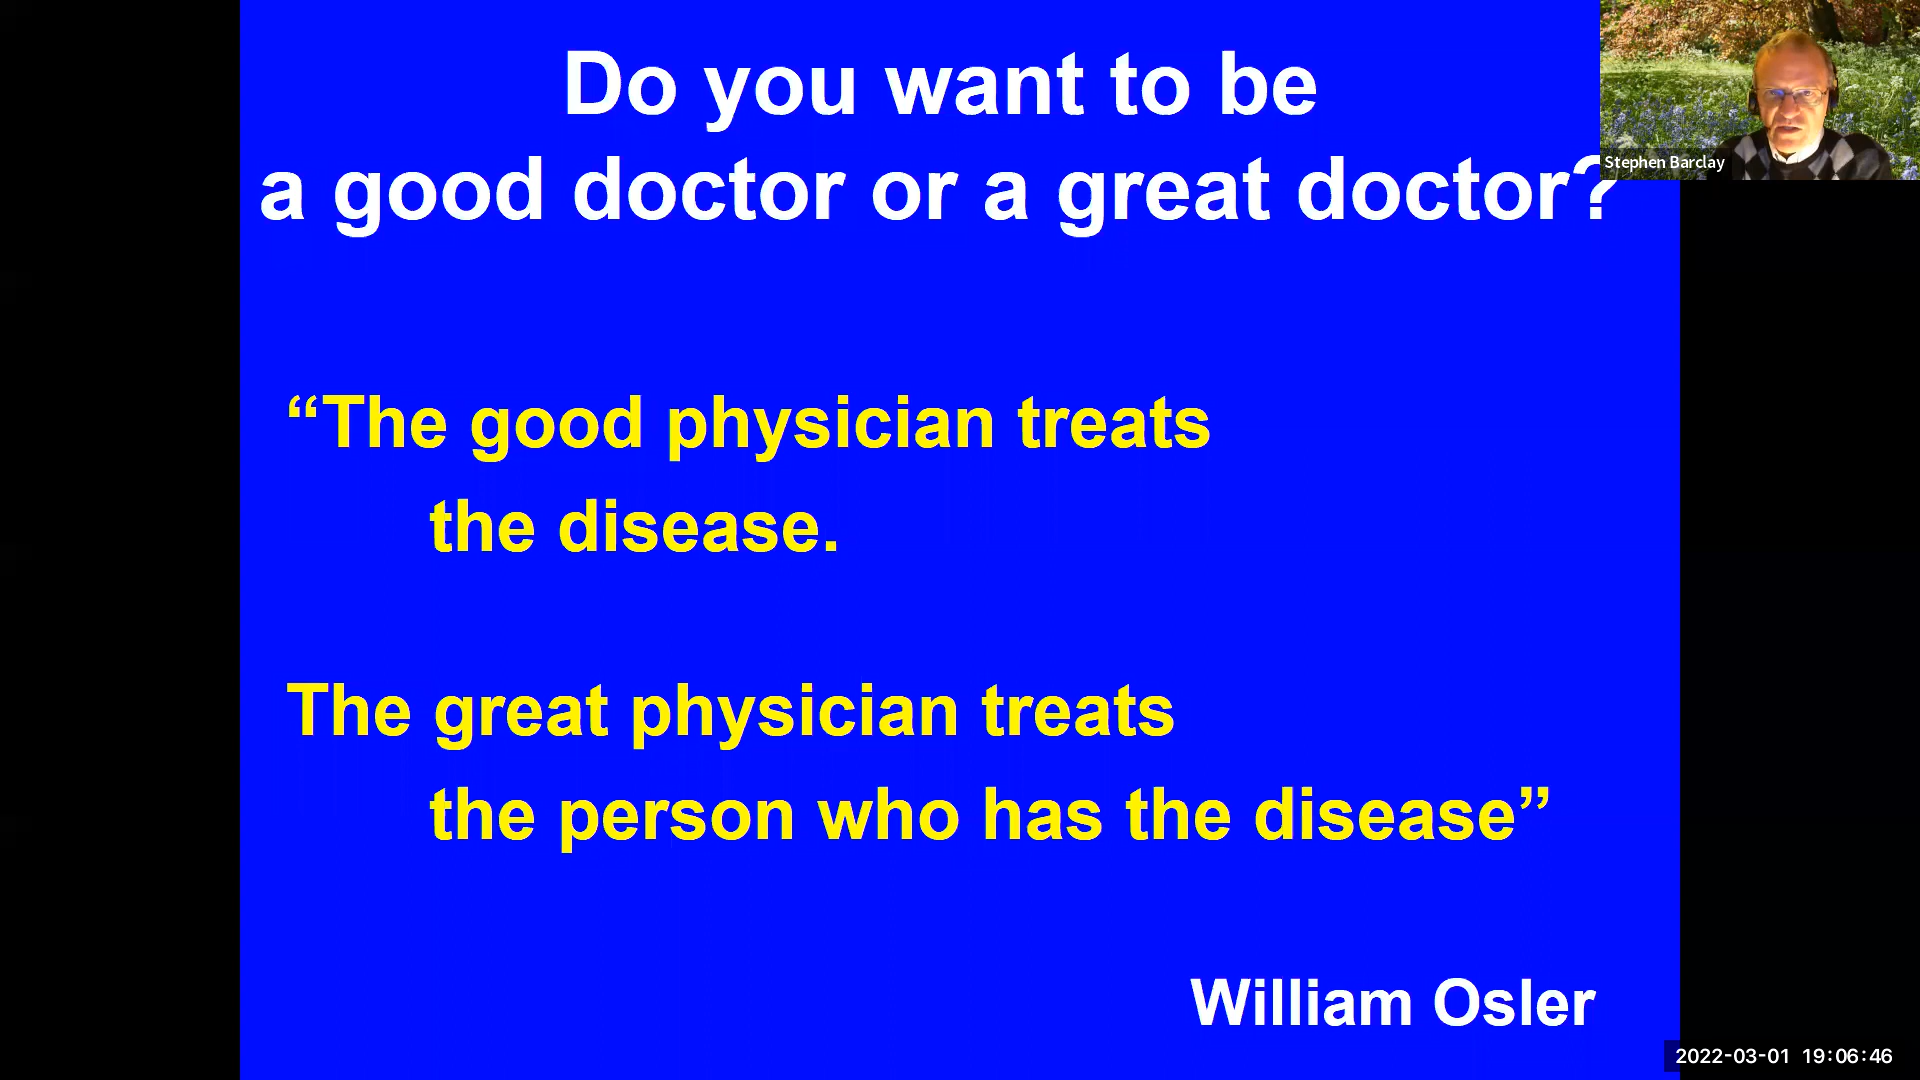 Do you want to be
a good doctor or a great doctor?
Stephen Barclay
“The good physician treats
the disease.
The great physician treats
the person who has the disease”
William Osler
2022-03-01 19:06:46